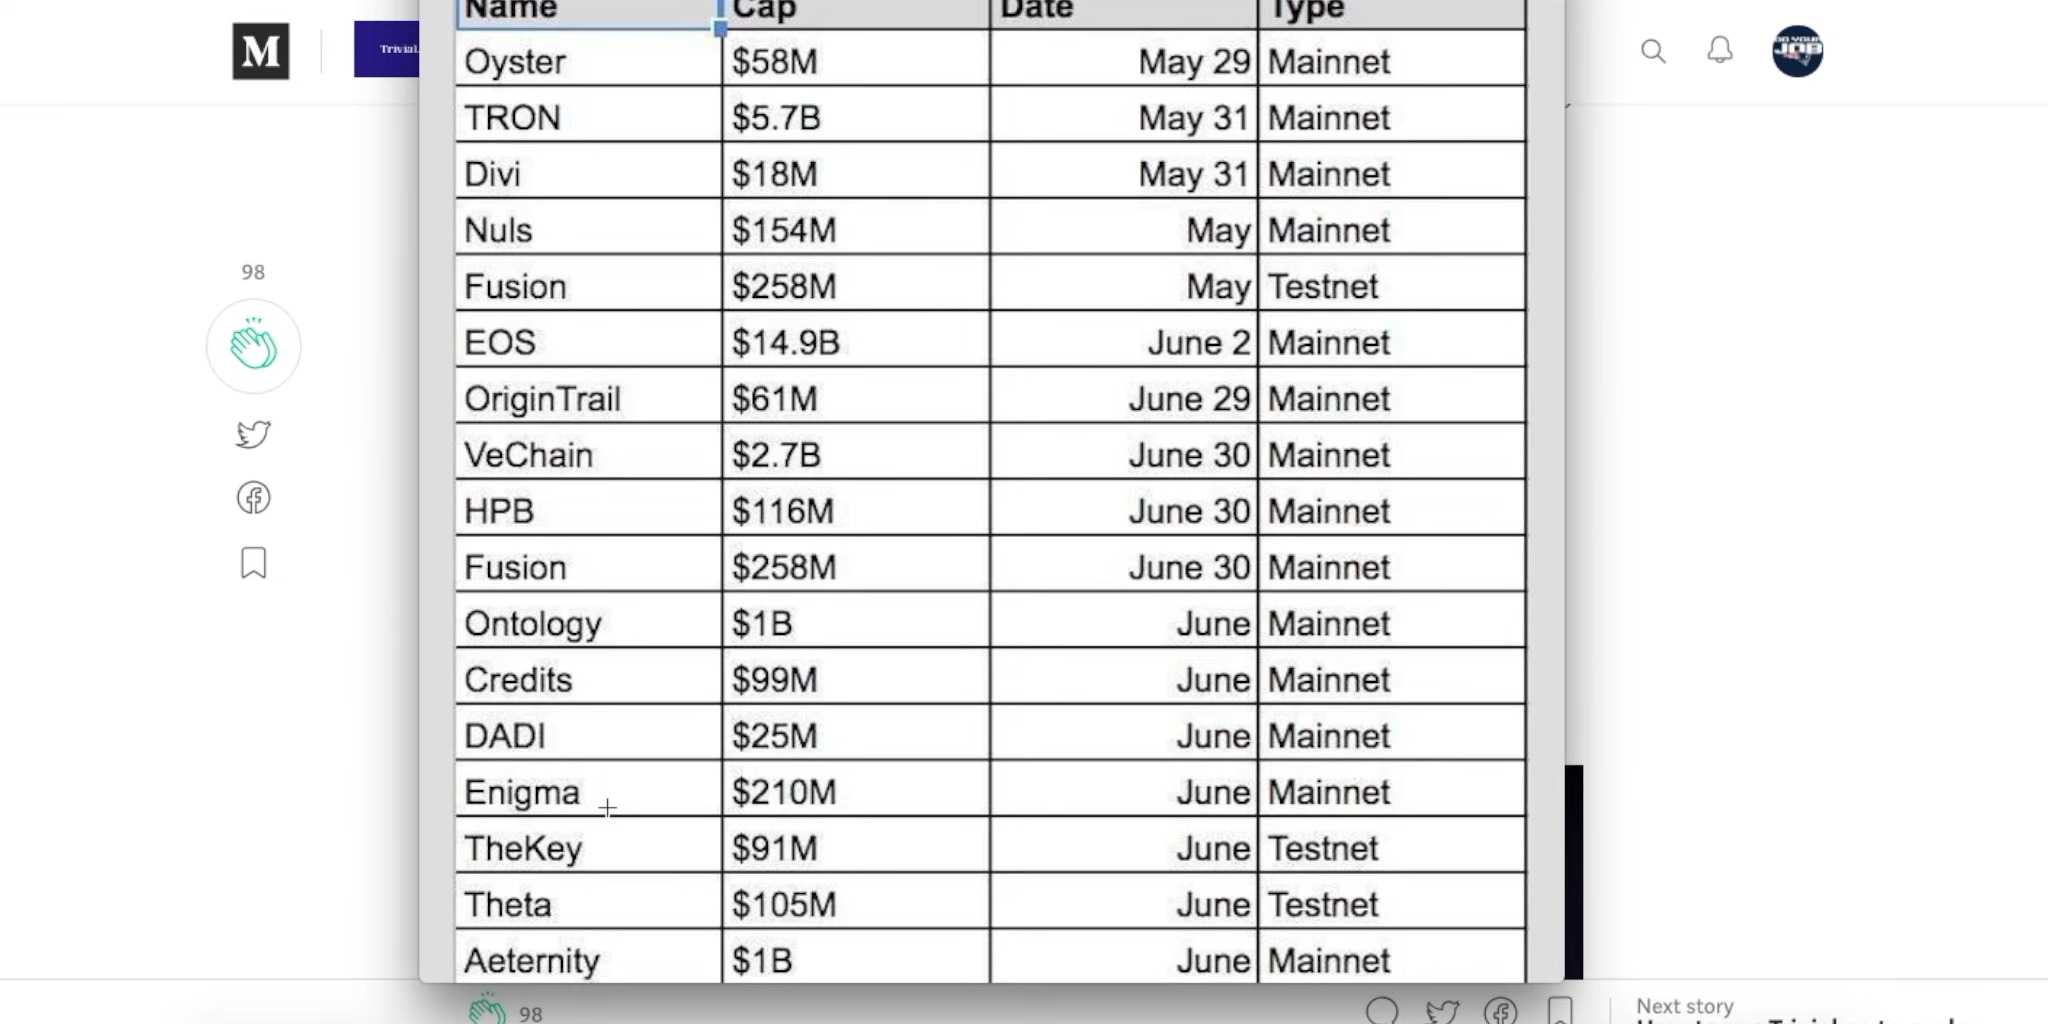 M
Trivial.
Name Cap Date Type
Oyster $58M May 29 Mainnet
TRON $5.7B May 31 Mainnet
Divi $18M May 31 Mainnet
Nuls $154M May Mainnet
Fusion $258M May Testnet
EOS $14.9B June 2 Mainnet
OriginTrail $61M June 29 Mainnet
VeChain $2.7B June 30 Mainnet
HPB $116M June 30 Mainnet
Fusion $258M June 30 Mainnet
Ontology $1B June Mainnet
Credits $99M June Mainnet
DADI $25M June Mainnet
Enigma $210M June Mainnet
TheKey $91M June Testnet
Theta $105M June Testnet
Aeternity $1B June Mainnet
98
98
Next story
DO YOUR
JOB